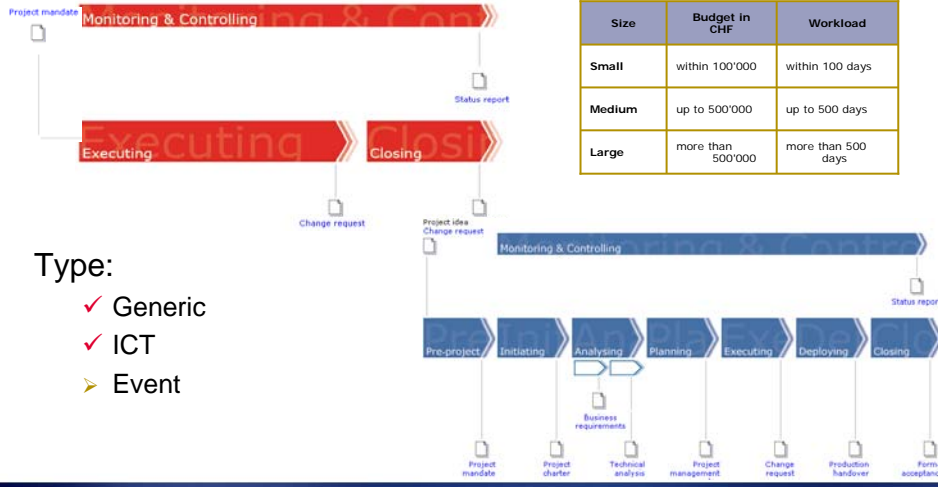 Project mandate
Monitoring & Controlling
Status report
Executing
Closing
Change request
Size
Budget in
CHF
Workload
Small
within 100'000
within 100 days
Medium
up to 500'000
up to 500 days
Large
more than
500'000
more than 500
days
Type:
Generic
ICT
Event
Project idea
Change request
Monitoring & Controlling
Status repor
Pre-project
Initiating
Analysing
Planning
Executing
Deploying
Closing
Business
requirements
Project
mandate
Project
charter
Technical
analysis
Project
management
Change
request
Production
handover
Form
acceptanc